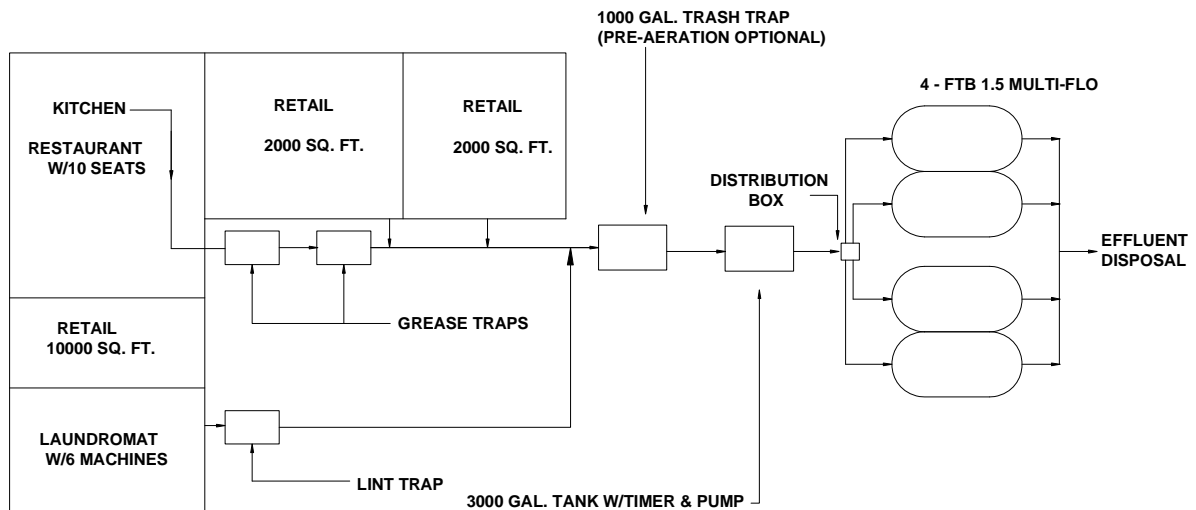 1000 GAL. TRASH TRAP
(PRE-AERATION OPTIONAL)
4 - FTB 1.5 MULTI-FLO
KITCHEN
RESTAURANT
W/10 SEATS
RETAIL
2000 SQ. FT.
RETAIL
2000 SQ. FT.
DISTRIBUTION
BOX
EFFLUENT
DISPOSAL
GREASE TRAPS
RETAIL
10000 SQ. FT.
LAUNDROMAT
W/6 MACHINES
LINT TRAP
3000 GAL. TANK W/TIMER & PUMP